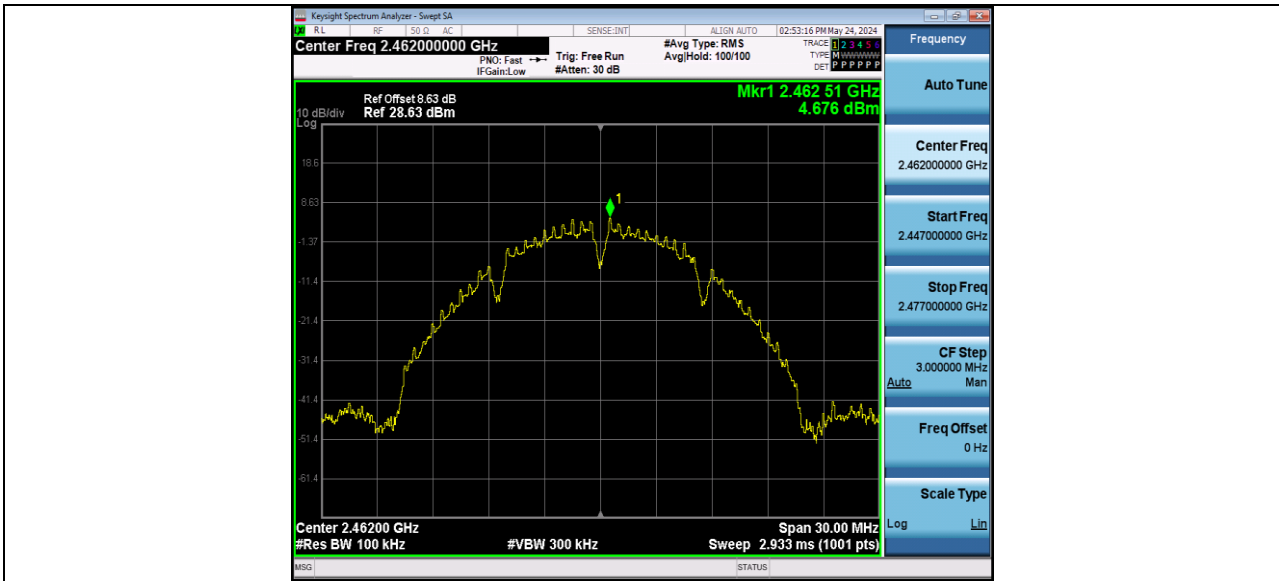 Keysight Spectrum Analyzer - Swept SA
RL RF 50 Ω AC SENSE:INT ALIGN AUTO 02:53:16 PM May 24, 2024
Center Freq 2.462000000 GHz
PNO: Fast
IFGain:Low
Trig: Free Run
#Atten: 30 dB
#Avg Type: RMS
Avg|Hold: 100/100
TRACE 1 2 3 4 5 6
TYPE M W W W W W
DET P P P P P P
Mkr1 2.462 51 GHz
4.676 dBm
Ref Offset 8.63 dB
10 dB/div Ref 28.63 dBm
Log
18.6
8.63
-1.37
-11.4
-21.4
-31.4
-41.4
-51.4
-61.4
1
Center 2.46200 GHz Span 30.00 MHz
#Res BW 100 kHz #VBW 300 kHz Sweep 2.933 ms (1001 pts)
MSG STATUS
Frequency
Auto Tune
Center Freq
2.462000000 GHz
Start Freq
2.447000000 GHz
Stop Freq
2.477000000 GHz
CF Step
3.000000 MHz
Auto Man
Freq Offset
0 Hz
Scale Type
Log Lin